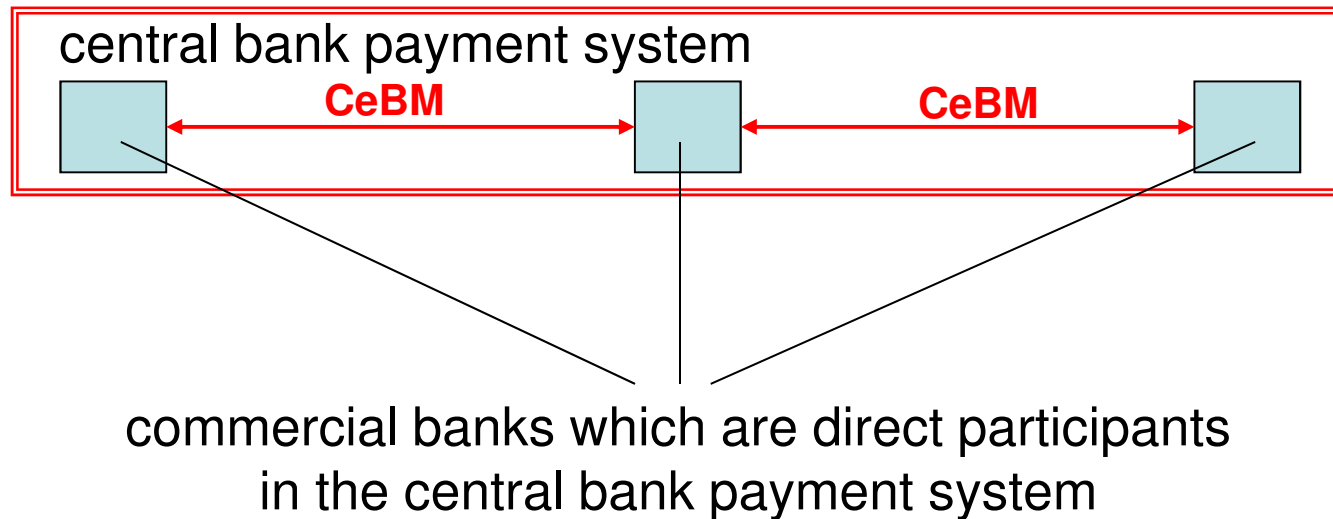 central bank payment system
CeBM
CeBM
commercial banks which are direct participants
in the central bank payment system